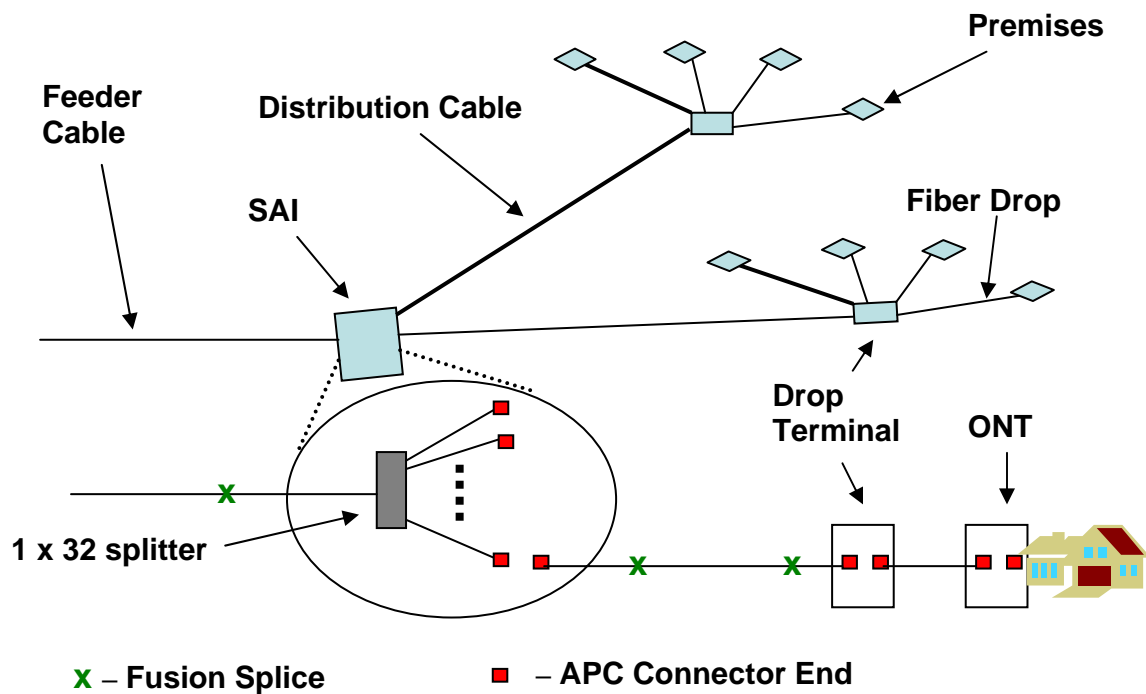 Premises
Feeder
Cable
Distribution Cable
SAI
Fiber Drop
Drop
Terminal
ONT
1 x 32 splitter
x – Fusion Splice
– APC Connector End
x
x
x